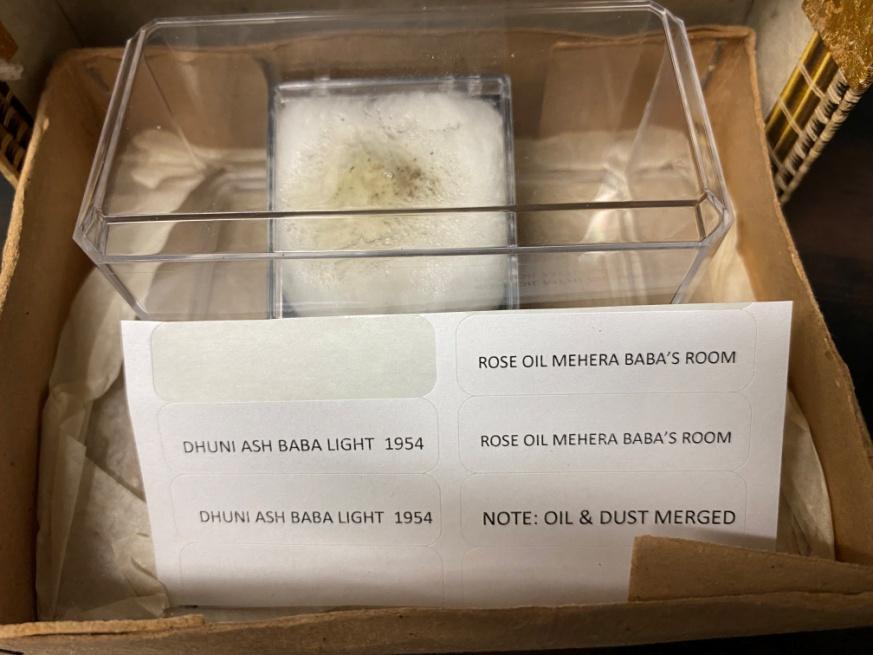 ROSE OIL MEHERA BABA'S ROOM
DHUNI ASH BABA LIGHT 1954
ROSE OIL MEHERA BABA'S ROOM
DHUNI ASH BABA LIGHT 1954
NOTE: OIL & DUST MERGED